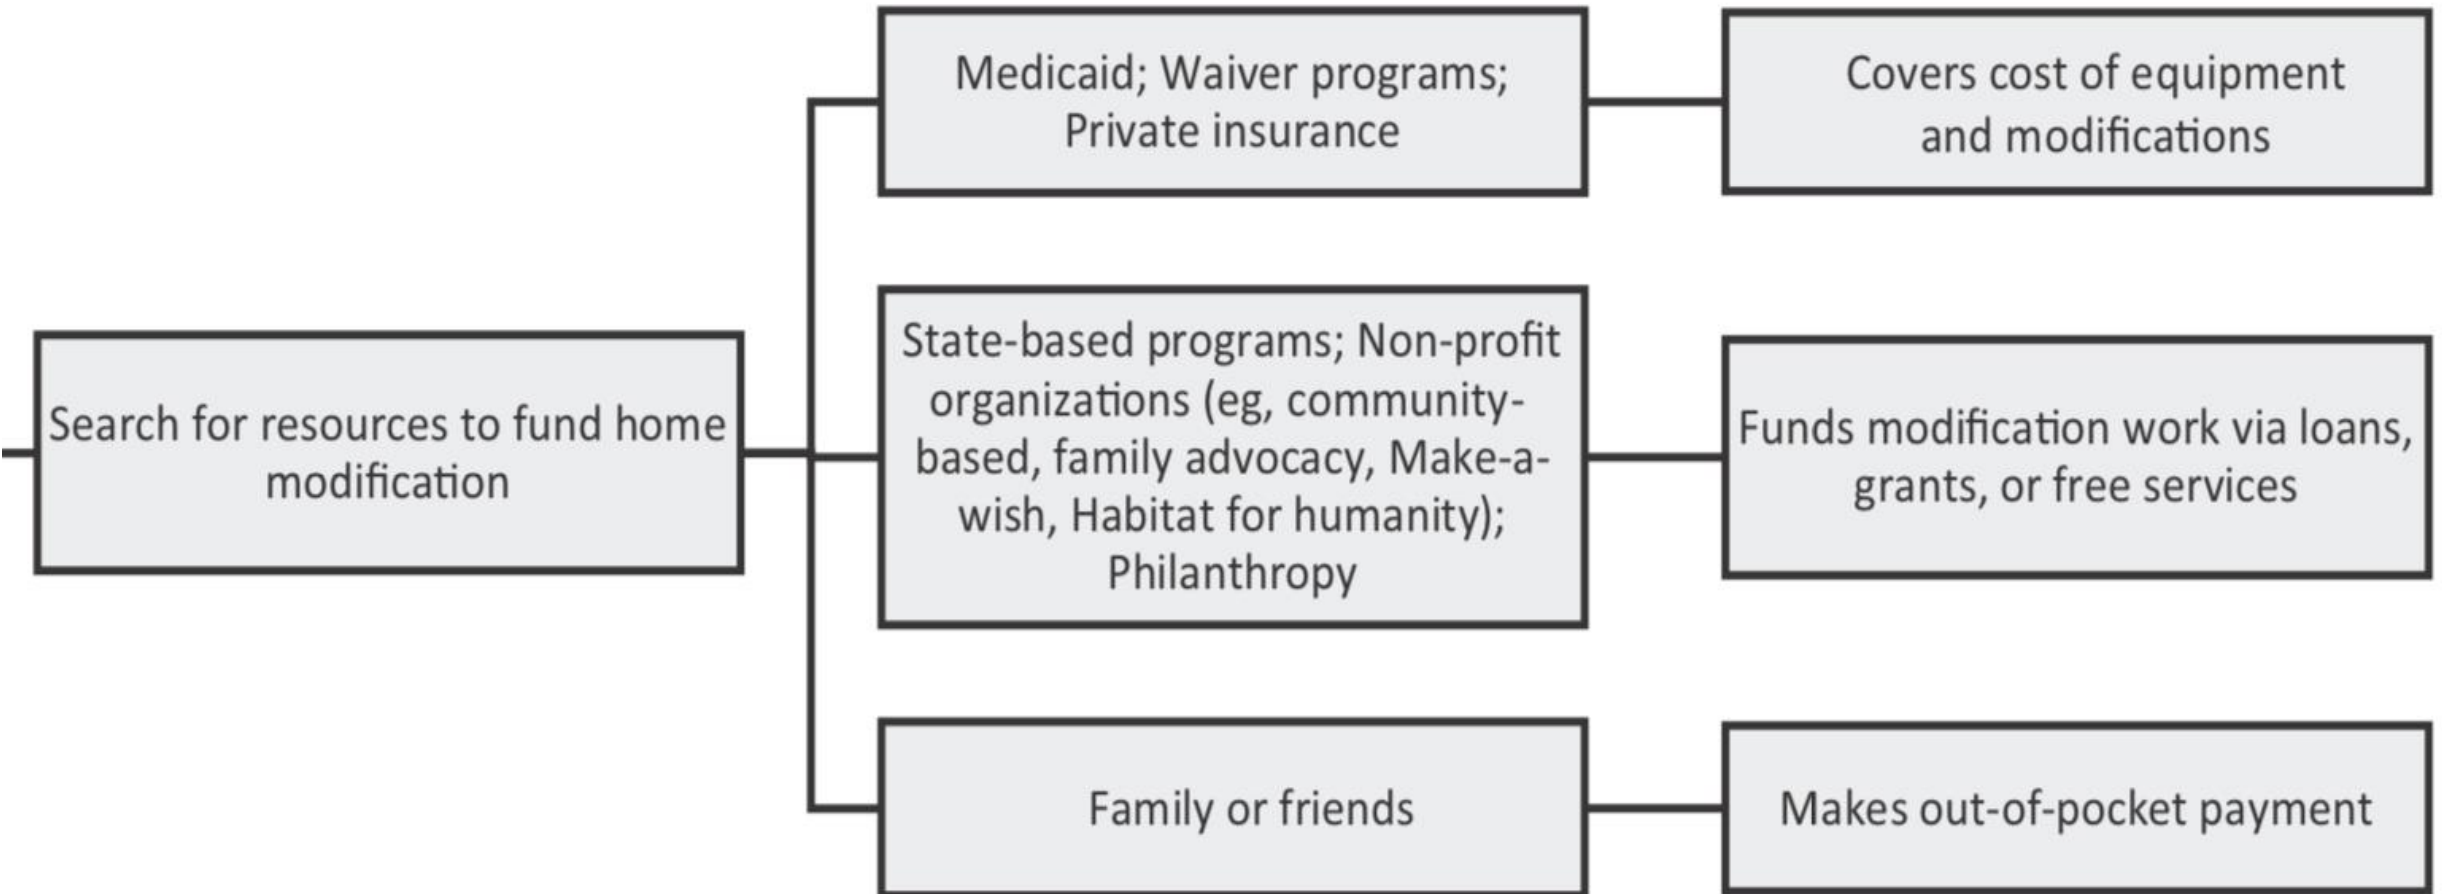 Search for resources to fund home
modification
Medicaid; Waiver programs;
Private insurance
Covers cost of equipment
and modifications
State-based programs; Non-profit
organizations (eg, community-
based, family advocacy, Make-a-
wish, Habitat for humanity);
Philanthropy
Funds modification work via loans,
grants, or free services
Family or friends
Makes out-of-pocket payment